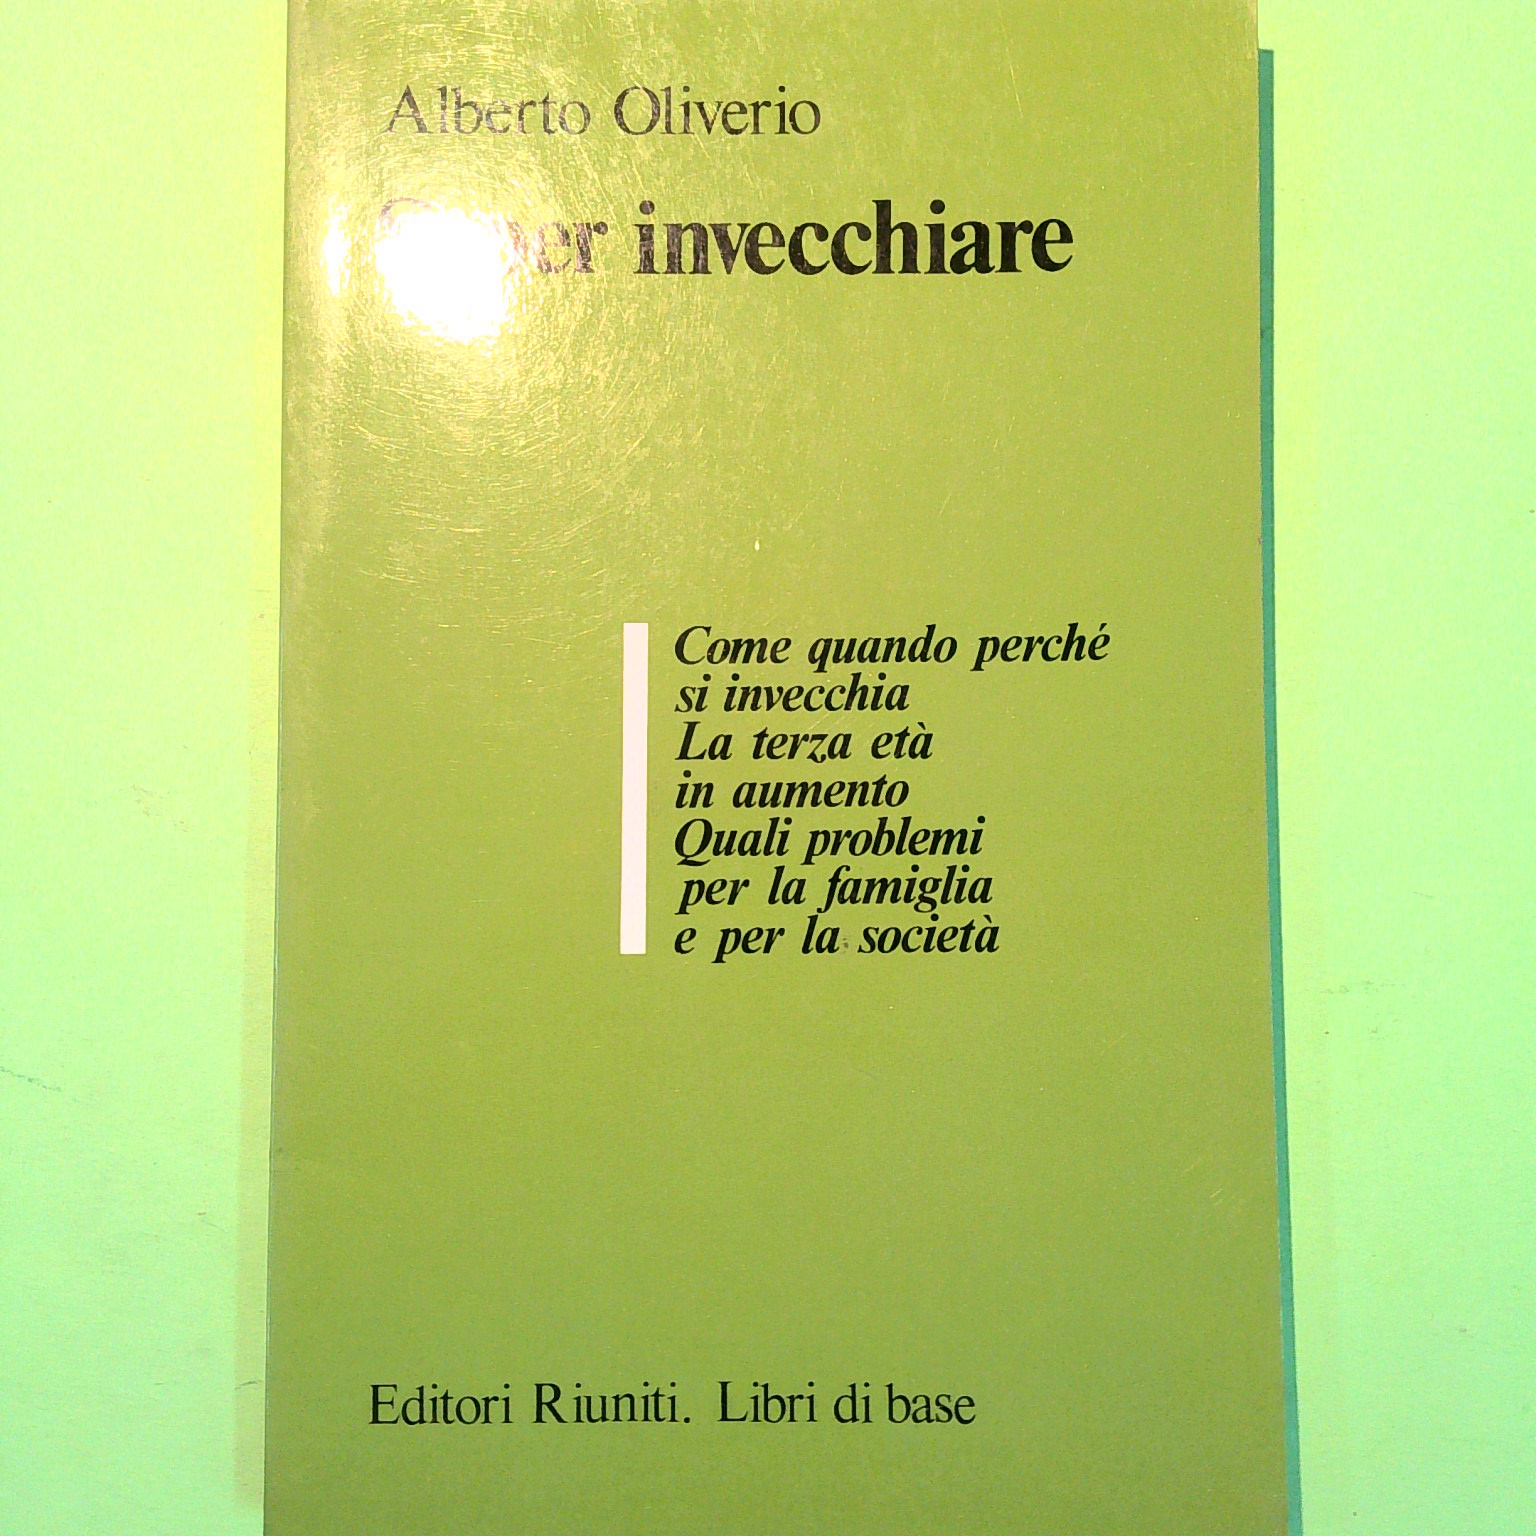 Alberto Oliverio
invecchiare
Come quando perché
si invecchia
La terza età
in aumento
Quali problemi
per la famiglia
e per la società
Editori Riuniti. Libri di base